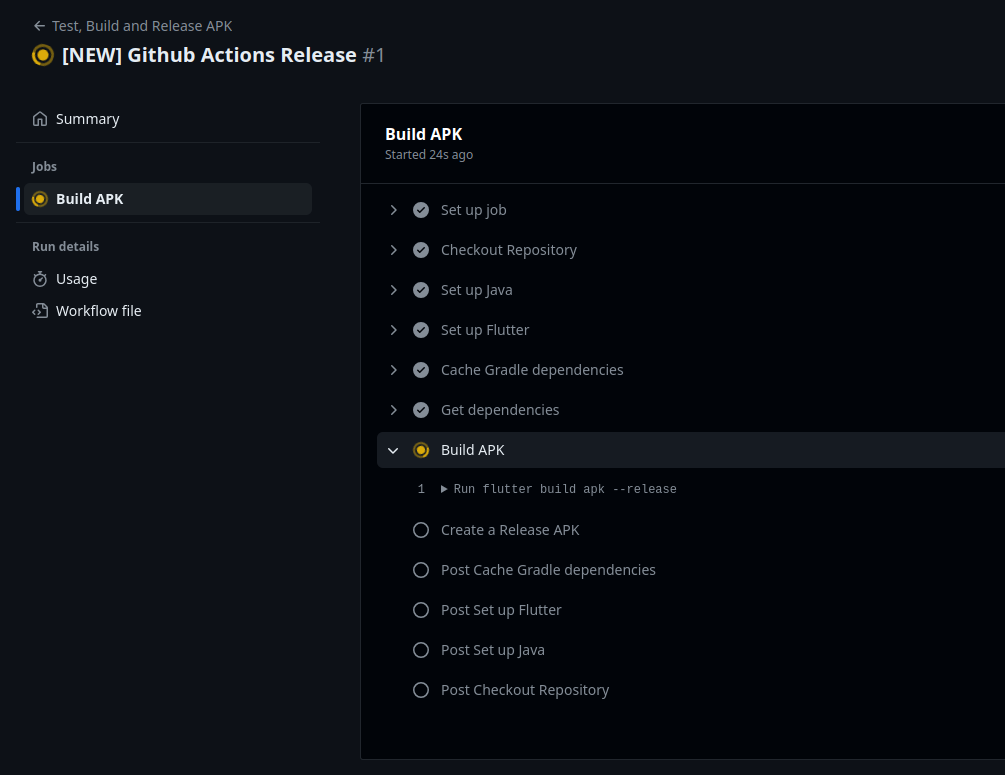 Test, Build and Release APK
[NEW] Github Actions Release #1
Summary
Jobs
Build APK
Run details
Usage
Workflow file
Build APK
Started 24s ago
Set up job
Checkout Repository
Set up Java
Set up Flutter
Cache Gradle dependencies
Get dependencies
Build APK
1 Run flutter build apk --release
Create a Release APK
Post Cache Gradle dependencies
Post Set up Flutter
Post Set up Java
Post Checkout Repository